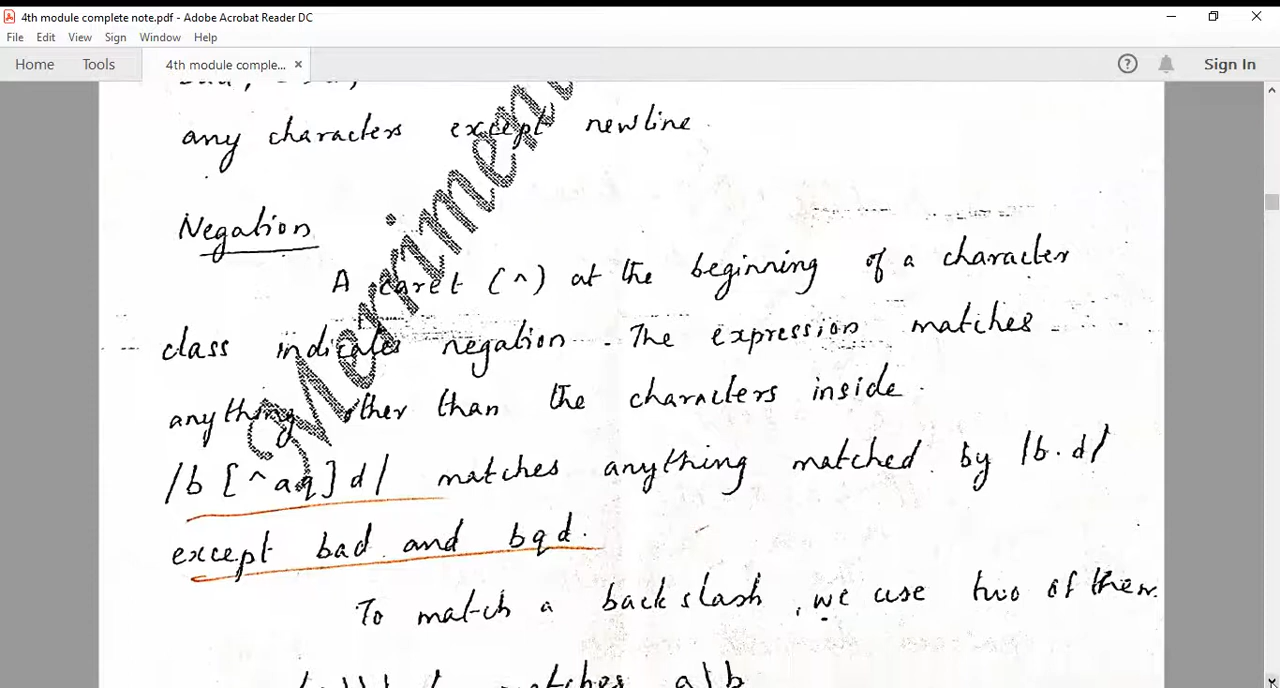 4th module complete note.pdf - Adobe Acrobat Reader DC
File Edit View Sign Window Help
Home Tools 4th module comple... × Sign In
any characters except newline.
Negation
A caret (^) at the beginning of a character
class indicates negation. The expression matches
anything other than the characters inside.
/b [^aq] d/ matches anything matched by /b.d/
except bad and bqd.
To match a backslash, we use two of them.
matches a\b